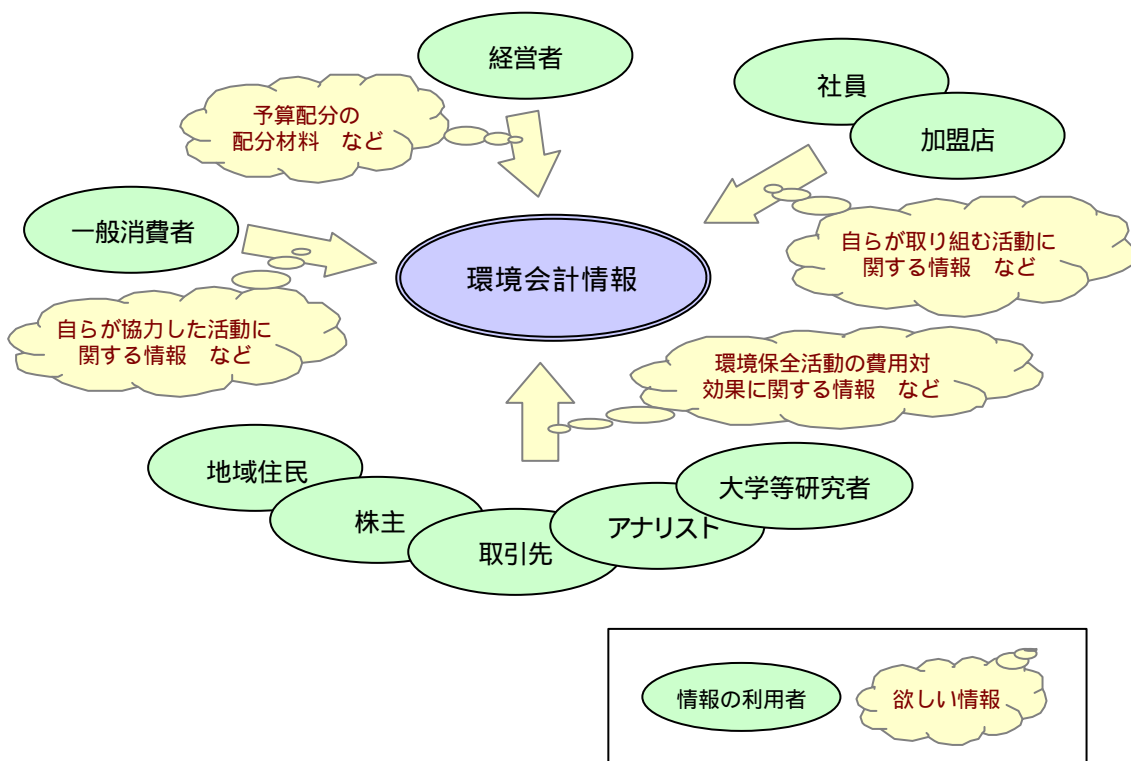 経営者
社員
加盟店
予算配分の
配分材料　など
一般消費者
環境会計情報
自らが取り組む活動に
関する情報　など
自らが協力した活動に
関する情報　など
環境保全活動の費用対
効果に関する情報　など
地域住民
株主
取引先
アナリスト
大学等研究者
情報の利用者
欲しい情報